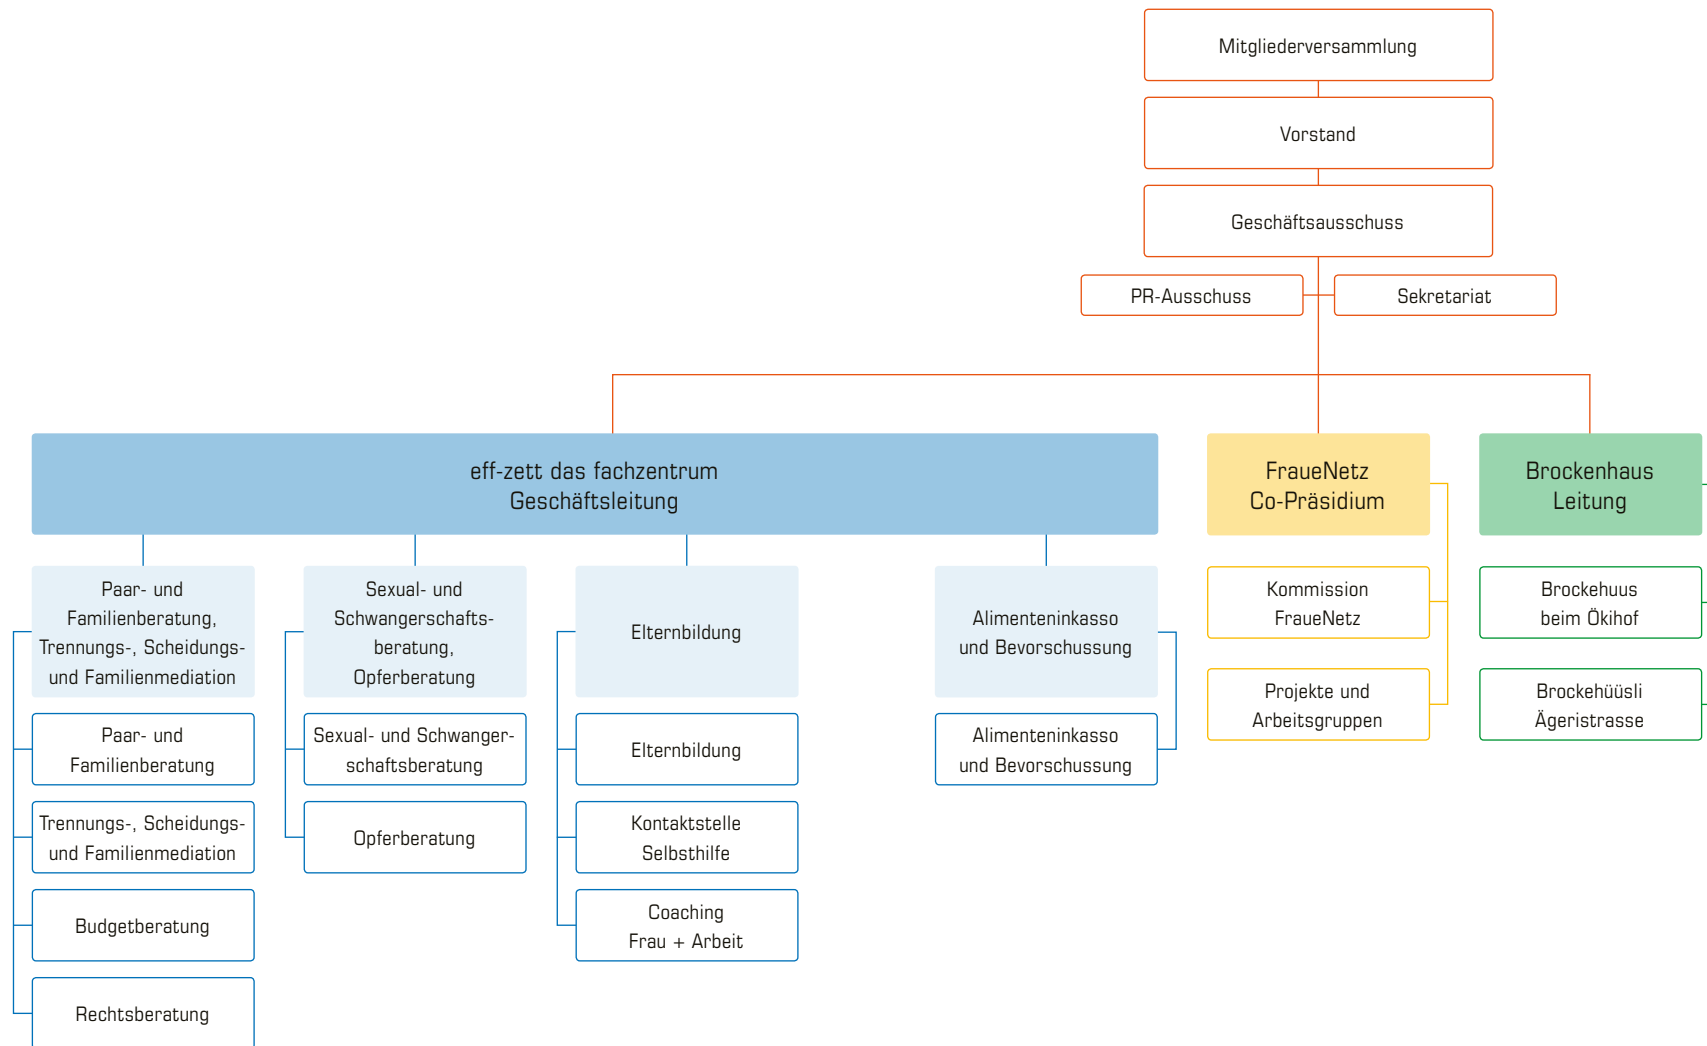 Mitgliederversammlung
Vorstand
Geschäftsausschuss
PR-Ausschuss
Sekretariat
eff-zett das fachzentrum
Geschäftsleitung
FraueNetz
Co-Präsidium
Brockenhaus
Leitung
Paar- und
Familienberatung,
Trennungs-, Scheidungs-
und Familienmediation
Paar- und
Familienberatung
Trennungs-, Scheidungs-
und Familienmediation
Budgetberatung
Rechtsberatung
Sexual- und
Schwangerschafts-
beratung,
Opferberatung
Sexual- und Schwanger-
schaftsberatung
Opferberatung
Elternbildung
Elternbildung
Kontaktstelle
Selbsthilfe
Coaching
Frau + Arbeit
Alimenteninkasso
und Bevorschussung
Alimenteninkasso
und Bevorschussung
Kommission
FraueNetz
Projekte und
Arbeitsgruppen
Brockehuus
beim Ökihof
Brockehüüsli
Ägeristrasse